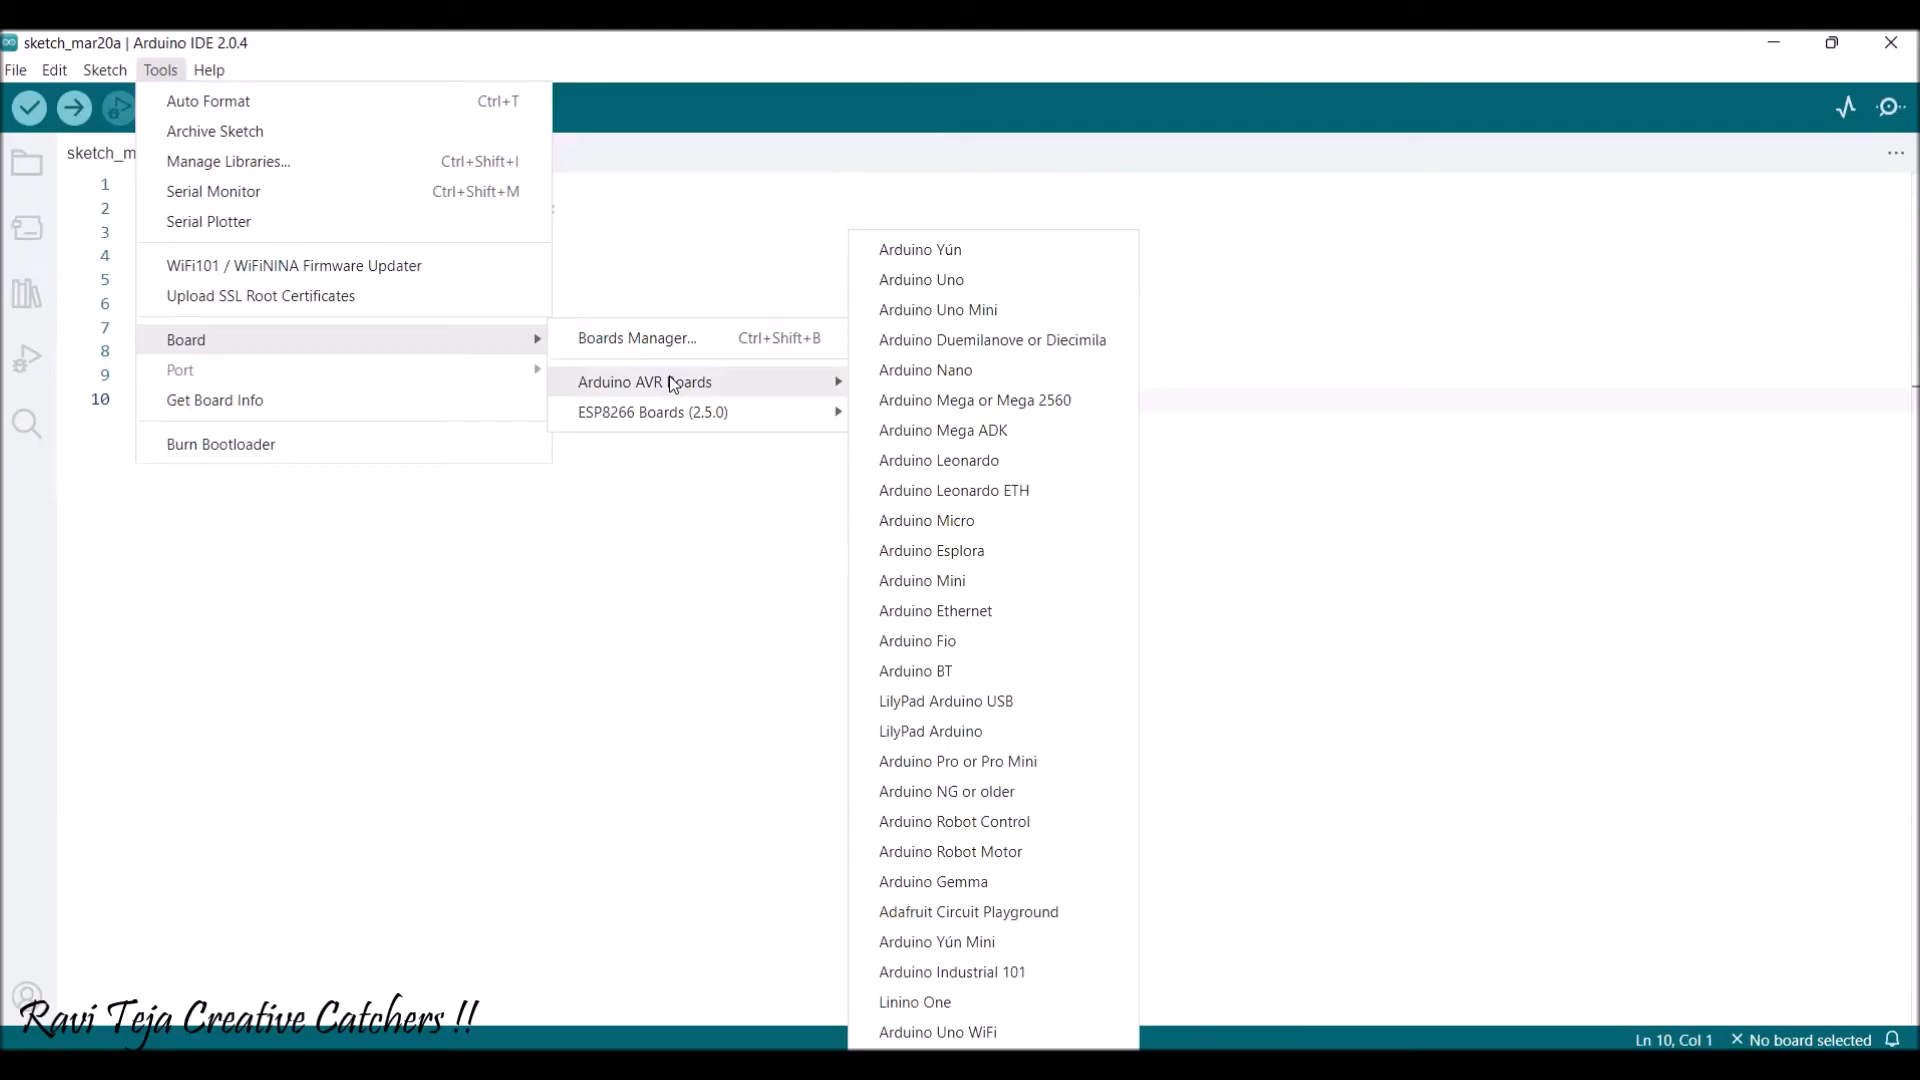 sketch_mar20a | Arduino IDE 2.0.4
File Edit Sketch Tools Help
Auto Format Ctrl+T
Archive Sketch
Manage Libraries... Ctrl+Shift+I
Serial Monitor Ctrl+Shift+M
Serial Plotter
WiFi101 / WiFiNINA Firmware Updater
Upload SSL Root Certificates
Board
Port
Get Board Info
Burn Bootloader
sketch_m
1
2
3
4
5
6
7
8
9
10
Boards Manager... Ctrl+Shift+B
Arduino AVR Boards
ESP8266 Boards (2.5.0)
Arduino Yún
Arduino Uno
Arduino Uno Mini
Arduino Duemilanove or Diecimila
Arduino Nano
Arduino Mega or Mega 2560
Arduino Mega ADK
Arduino Leonardo
Arduino Leonardo ETH
Arduino Micro
Arduino Esplora
Arduino Mini
Arduino Ethernet
Arduino Fio
Arduino BT
LilyPad Arduino USB
LilyPad Arduino
Arduino Pro or Pro Mini
Arduino NG or older
Arduino Robot Control
Arduino Robot Motor
Arduino Gemma
Adafruit Circuit Playground
Arduino Yún Mini
Arduino Industrial 101
Linino One
Arduino Uno WiFi
Ravi Teja Creative Catchers !!
Ln 10, Col 1 No board selected